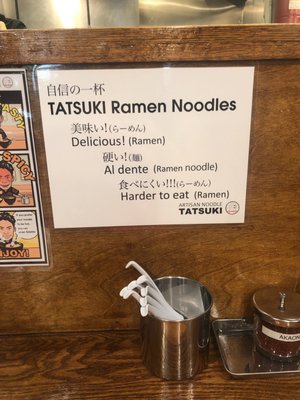 自信の一杯
TATSUKI Ramen Noodles
美味い!(らーめん)
Delicious! (Ramen)
硬い!(麺)
Al dente (Ramen noodle)
食べにくい!!!(らーめん)
Harder to eat (Ramen)
ARTISAN NOODLE
TATSUKI
SPICY
ENJOY!